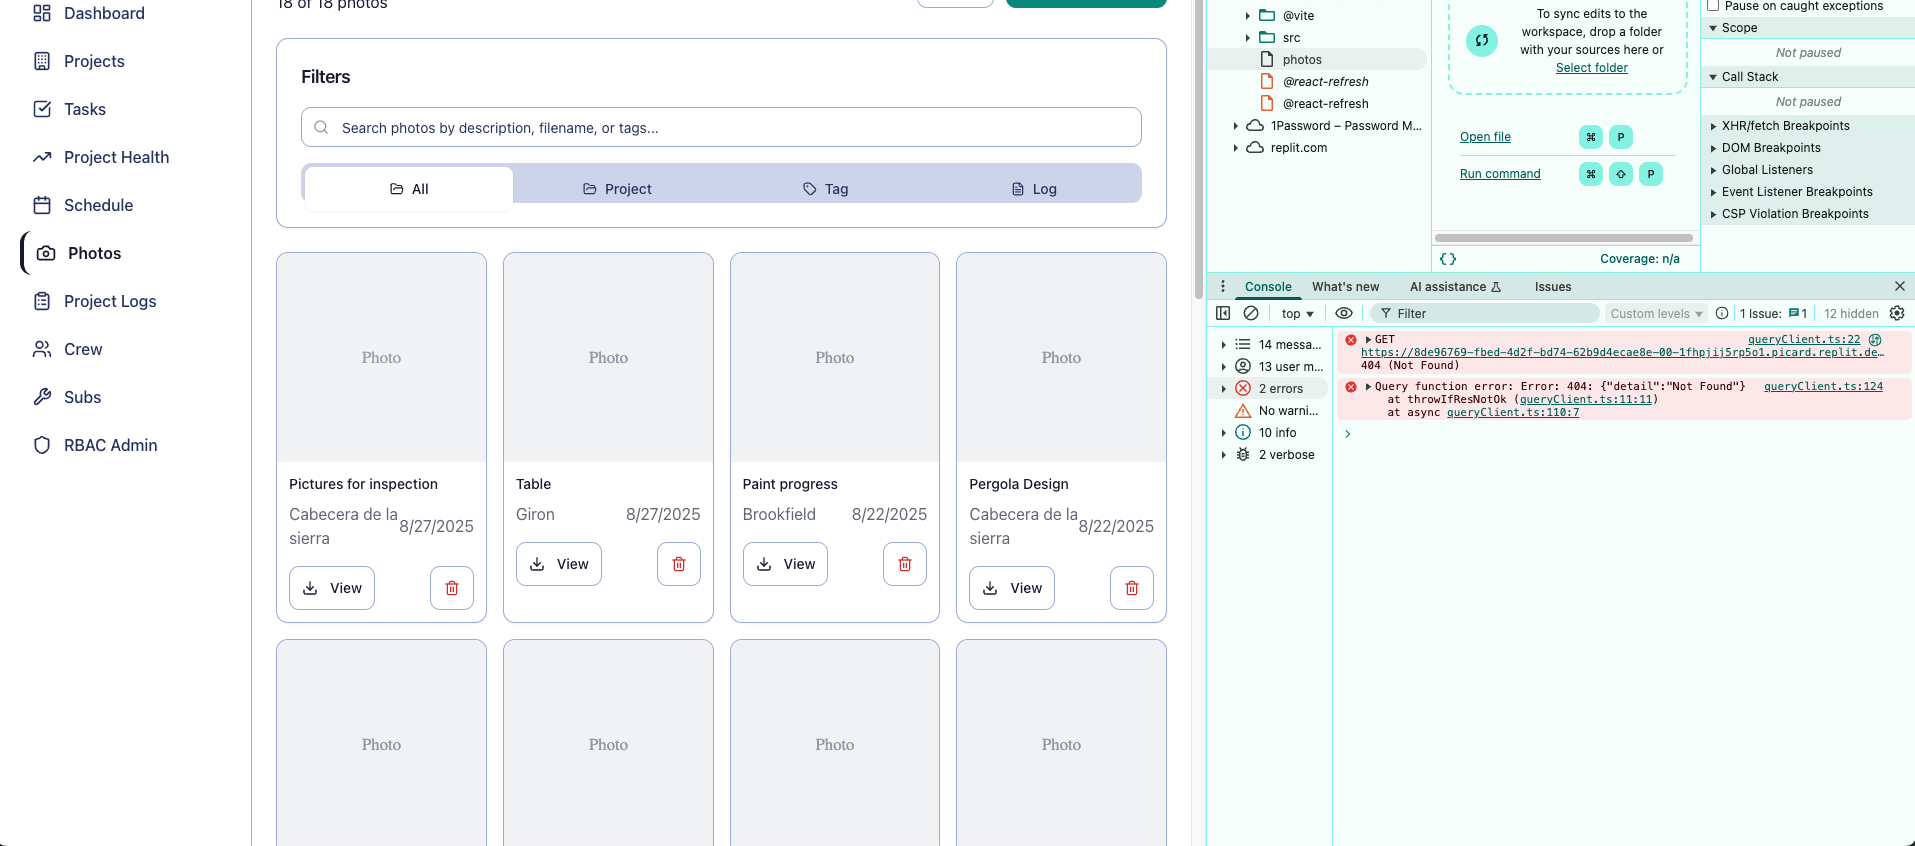 18 of 18 photos
Dashboard
Projects
Tasks
Project Health
Schedule
Photos
Project Logs
Crew
Subs
RBAC Admin
Filters
Search photos by description, filename, or tags...
All
Project
Tag
Log
Photo
Photo
Photo
Photo
Pictures for inspection
Cabecera de la
sierra
8/27/2025
View
Table
Giron
8/27/2025
View
Paint progress
Brookfield
8/22/2025
View
Pergola Design
Cabecera de la
sierra
8/22/2025
View
Photo
Photo
Photo
Photo
@vite
src
photos
@react-refresh
@react-refresh
1Password – Password M...
replit.com
To sync edits to the
workspace, drop a folder
with your sources here or
Select folder
Open file
⌘ P
Run command
⌘ ⇧ P
{ }
Coverage: n/a
Pause on caught exceptions
Scope
Not paused
Call Stack
Not paused
XHR/fetch Breakpoints
DOM Breakpoints
Global Listeners
Event Listener Breakpoints
CSP Violation Breakpoints
Console
What's new
AI assistance
Issues
top
Filter
Custom levels
1 Issue:
1
12 hidden
14 messa...
13 user m...
2 errors
No warni...
10 info
2 verbose
GET
queryClient.ts:22
https://8de96769-fbed-4d2f-bd74-62b9d4ecae8e-00-1fhpjij5rp5o1.picard.replit.de…
404 (Not Found)
Query function error: Error: 404: {"detail":"Not Found"}
queryClient.ts:124
at throwIfResNotOk (queryClient.ts:11:11)
at async queryClient.ts:110:7